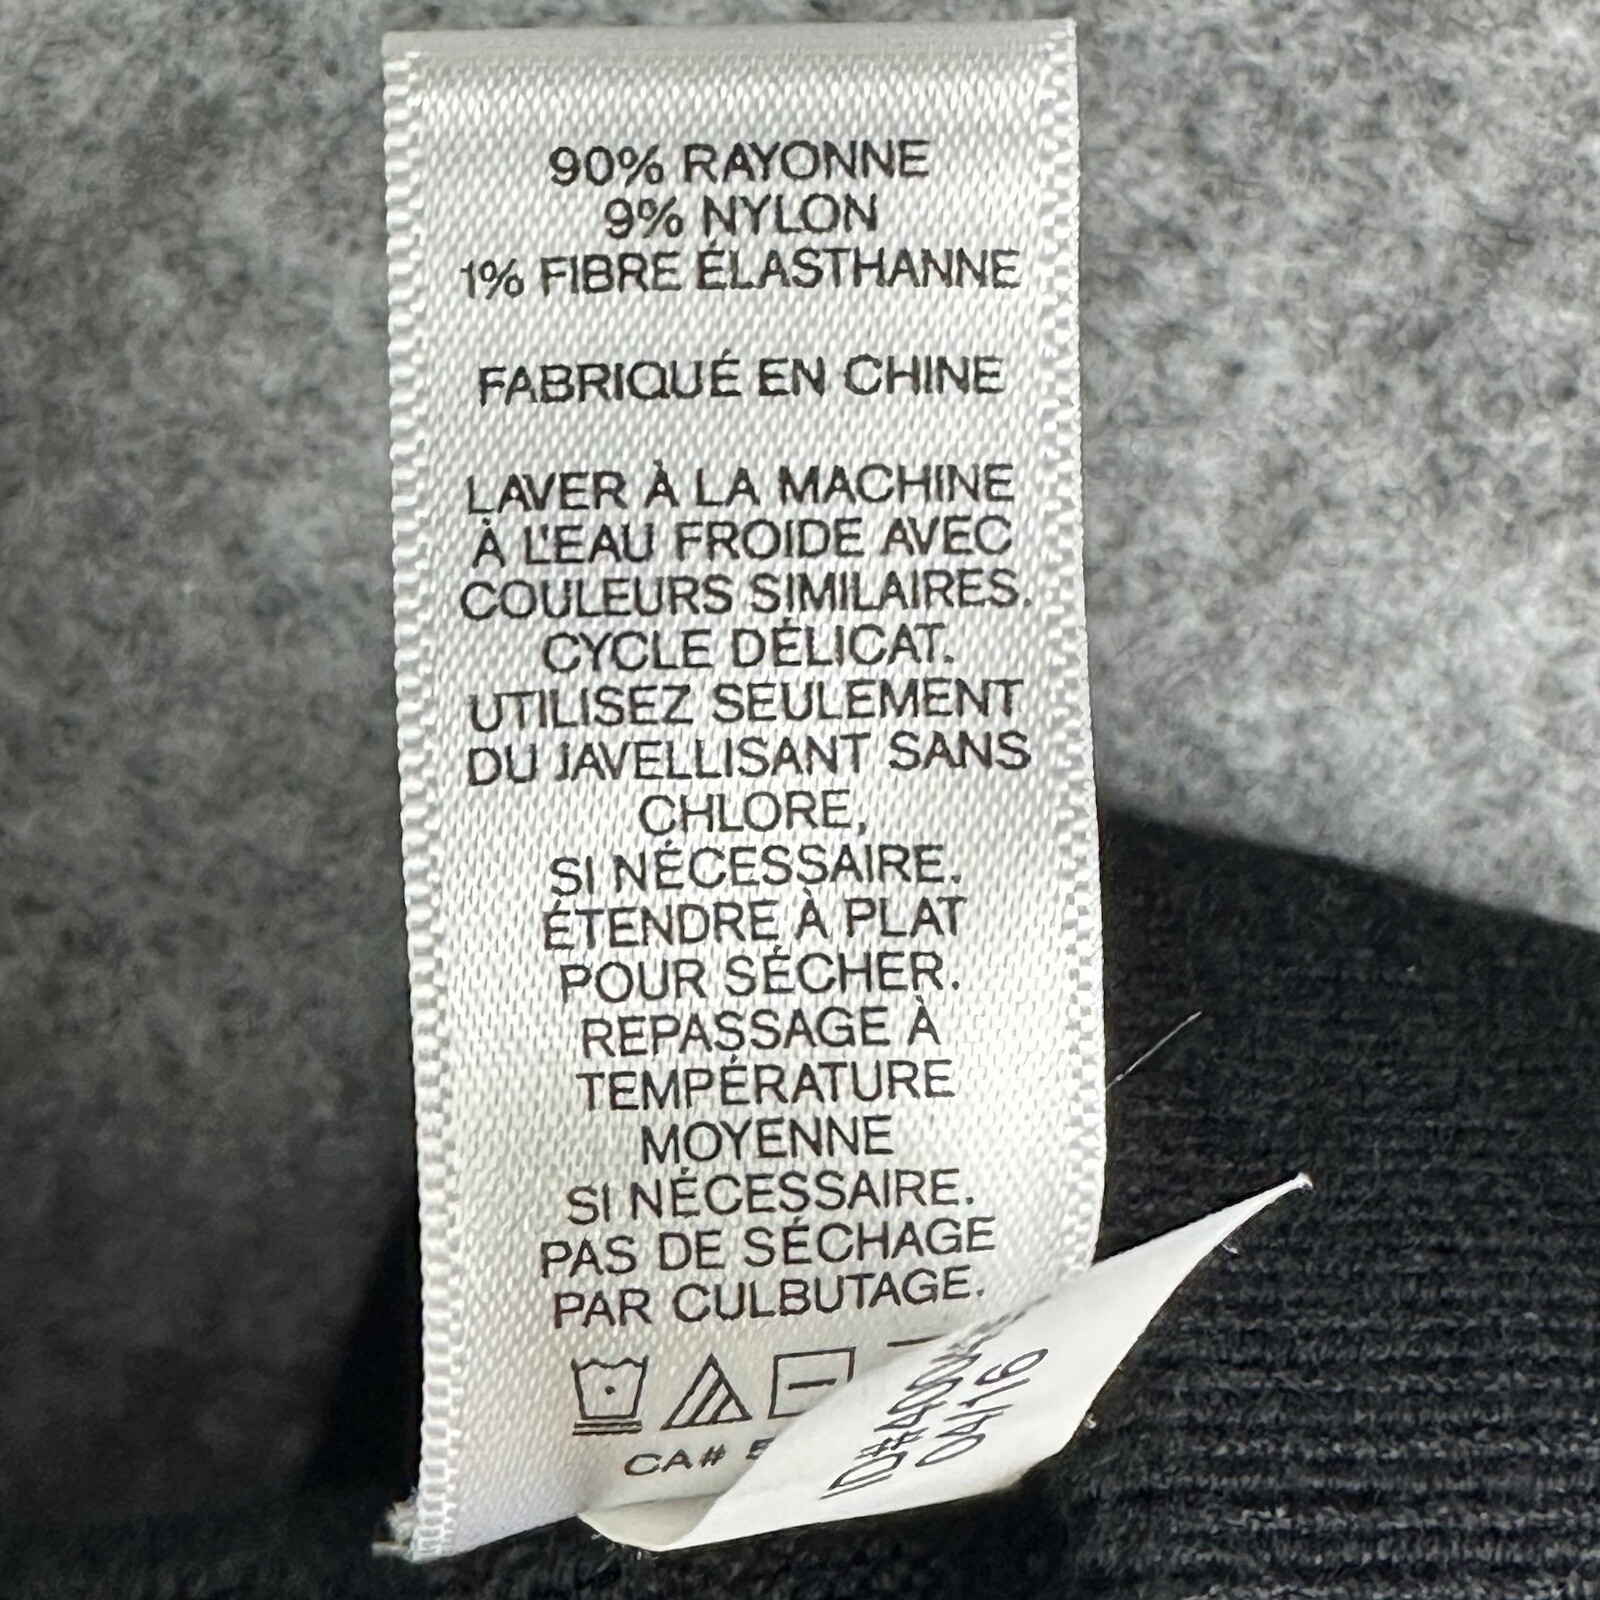 90% RAYONNE
9% NYLON
1% FIBRE ÉLASTHANNE
FABRIQUÉ EN CHINE
LAVER À LA MACHINE
À L'EAU FROIDE AVEC
COULEURS SIMILAIRES.
CYCLE DÉLICAT.
UTILISEZ SEULEMENT
DU JAVELLISANT SANS
CHLORE,
SI NÉCESSAIRE.
ÉTENDRE À PLAT
POUR SÉCHER.
REPASSAGE À
TEMPÉRATURE
MOYENNE
SI NÉCESSAIRE.
PAS DE SÉCHAGE
PAR CULBUTAGE.
CA#
04/16